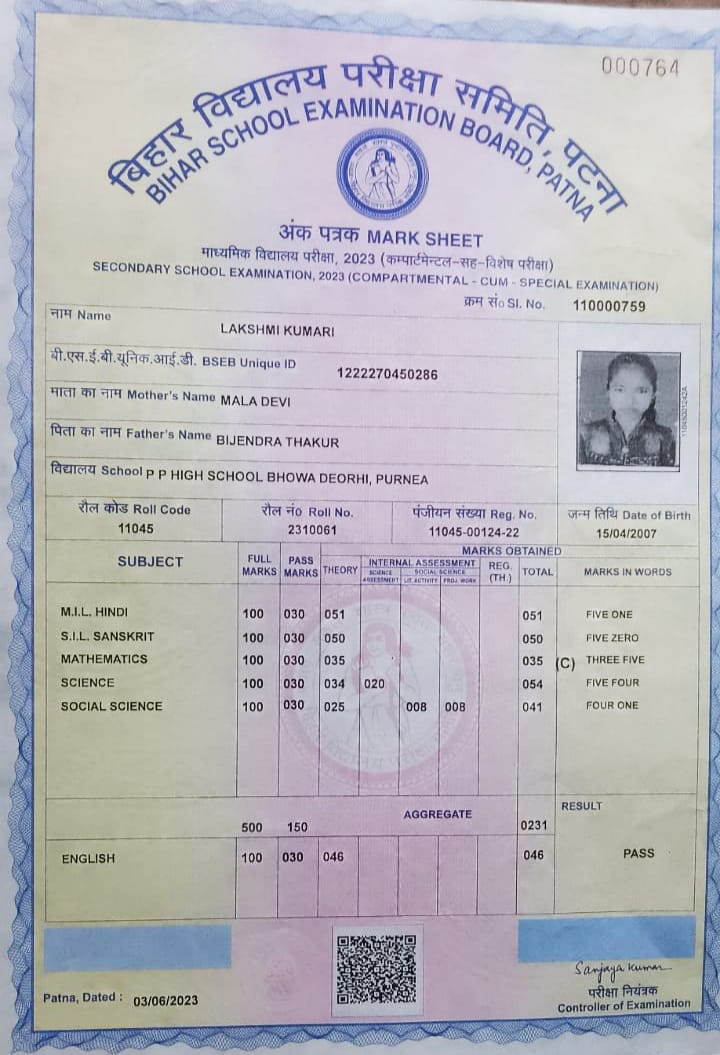 000764
बिहार विद्यालय परीक्षा समिति, पटना
BIHAR SCHOOL EXAMINATION BOARD, PATNA
अंक पत्रक MARK SHEET
माध्यमिक विद्यालय परीक्षा, 2023 (कम्पार्टमेन्टल-सह-विशेष परीक्षा)
SECONDARY SCHOOL EXAMINATION, 2023 (COMPARTMENTAL - CUM - SPECIAL EXAMINATION)
क्रम सं० Sl. No. 110000759
नाम Name LAKSHMI KUMARI
बी.एस.ई.बी.यूनिक.आई.डी. BSEB Unique ID 1222270450286
माता का नाम Mother's Name MALA DEVI
पिता का नाम Father's Name BIJENDRA THAKUR
विद्यालय School P P HIGH SCHOOL BHOWA DEORHI, PURNEA
रौल कोड Roll Code रौल नं० Roll No. पंजीयन संख्या Reg. No. जन्म तिथि Date of Birth
11045 2310061 11045-00124-22 15/04/2007
SUBJECT FULL MARKS PASS MARKS THEORY INTERNAL ASSESSMENT REG. (TH.) TOTAL MARKS IN WORDS
MARKS OBTAINED
SCIENCE SOCIAL SCIENCE
ASSESSMENT LIT. ACTIVITY PROJ. WORK
M.I.L. HINDI 100 030 051 051 FIVE ONE
S.I.L. SANSKRIT 100 030 050 050 FIVE ZERO
MATHEMATICS 100 030 035 035 (C) THREE FIVE
SCIENCE 100 030 034 020 054 FIVE FOUR
SOCIAL SCIENCE 100 030 025 008 008 041 FOUR ONE
AGGREGATE RESULT
500 150 0231
ENGLISH 100 030 046 046 PASS
Sanjaya Kumar
Patna, Dated : 03/06/2023
परीक्षा नियंत्रक
Controller of Examination